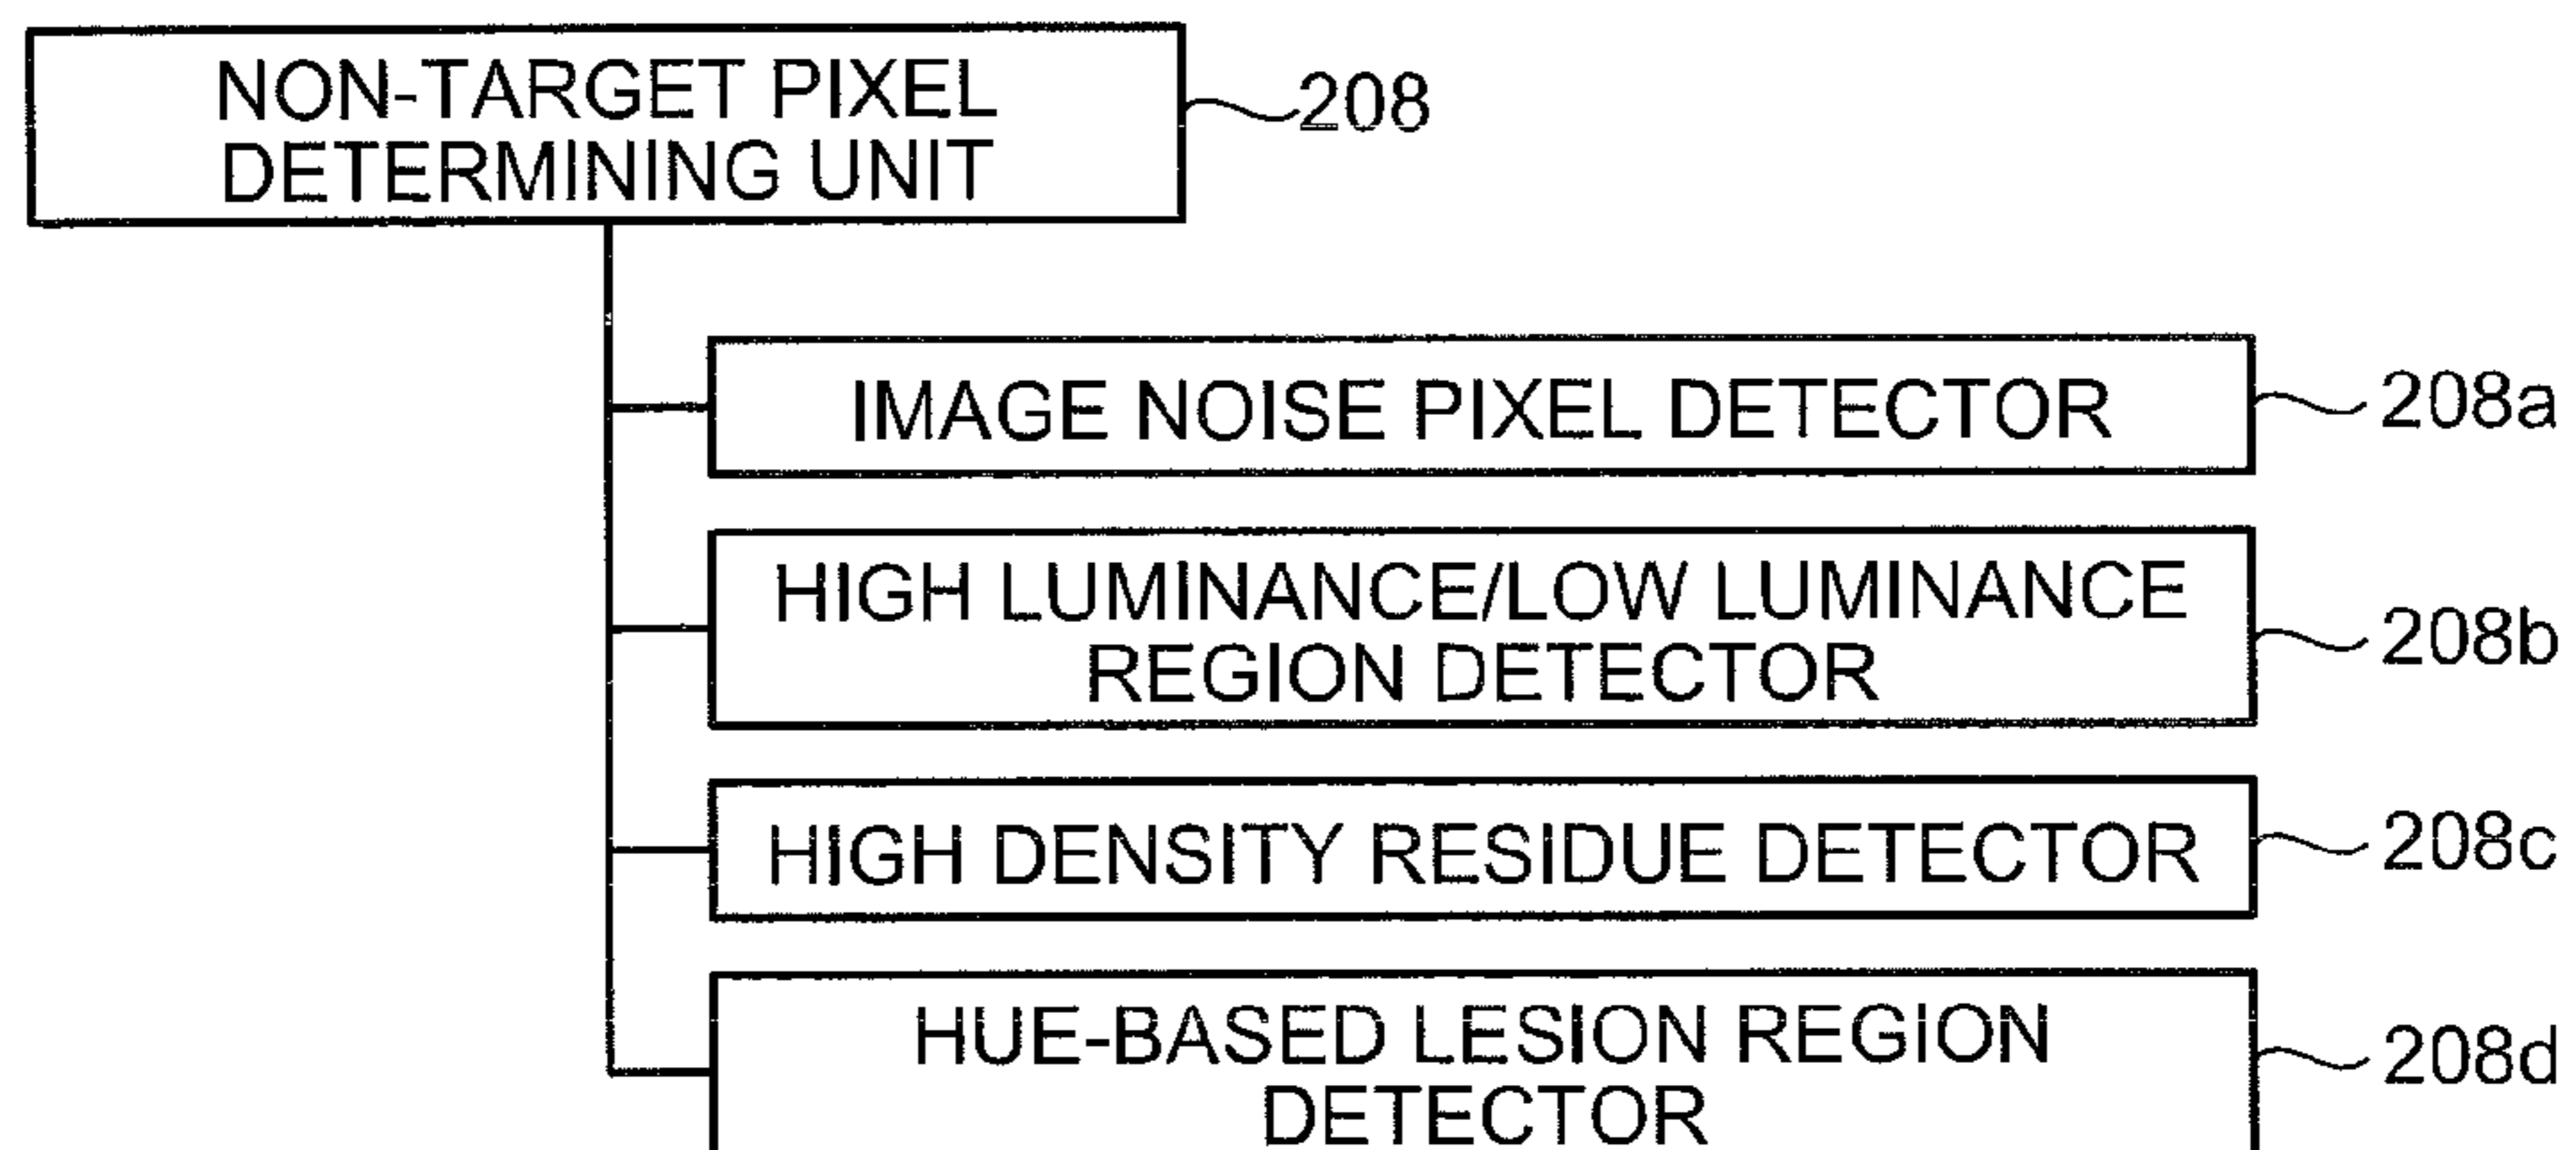 NON-TARGET PIXEL
DETERMINING UNIT
208
IMAGE NOISE PIXEL DETECTOR
208a
HIGH LUMINANCE/LOW LUMINANCE
REGION DETECTOR
208b
HIGH DENSITY RESIDUE DETECTOR
208c
HUE-BASED LESION REGION
DETECTOR
208d